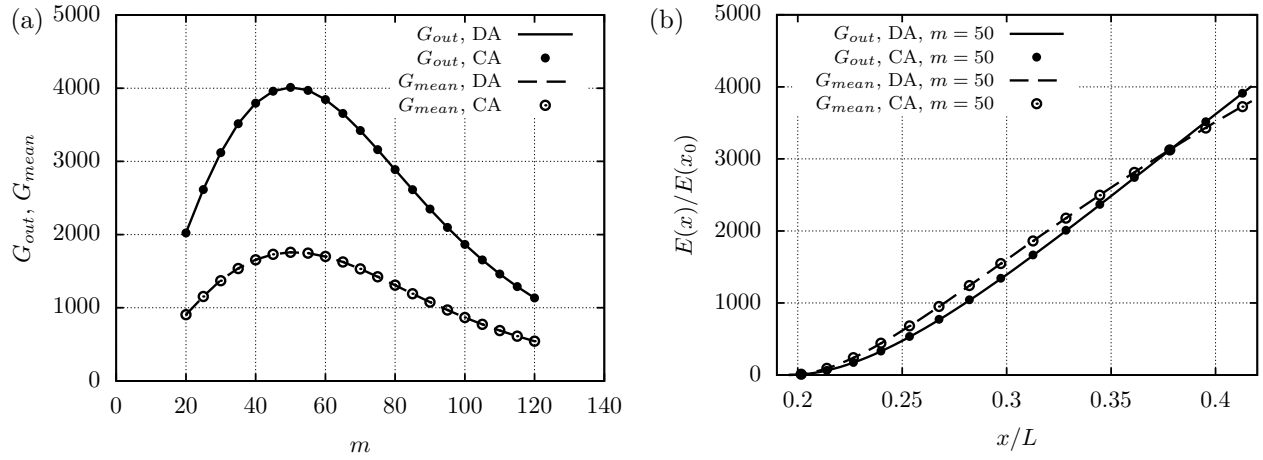 (a)
5000
4000
3000
2000
1000
0
G_out, G_mean
G_out, DA
G_out, CA
G_mean, DA
G_mean, CA
0 20 40 60 80 100 120 140
m
(b)
5000
4000
3000
2000
1000
0
E(x)/E(x_0)
G_out, DA, m = 50
G_out, CA, m = 50
G_mean, DA, m = 50
G_mean, CA, m = 50
0.2 0.25 0.3 0.35 0.4
x/L